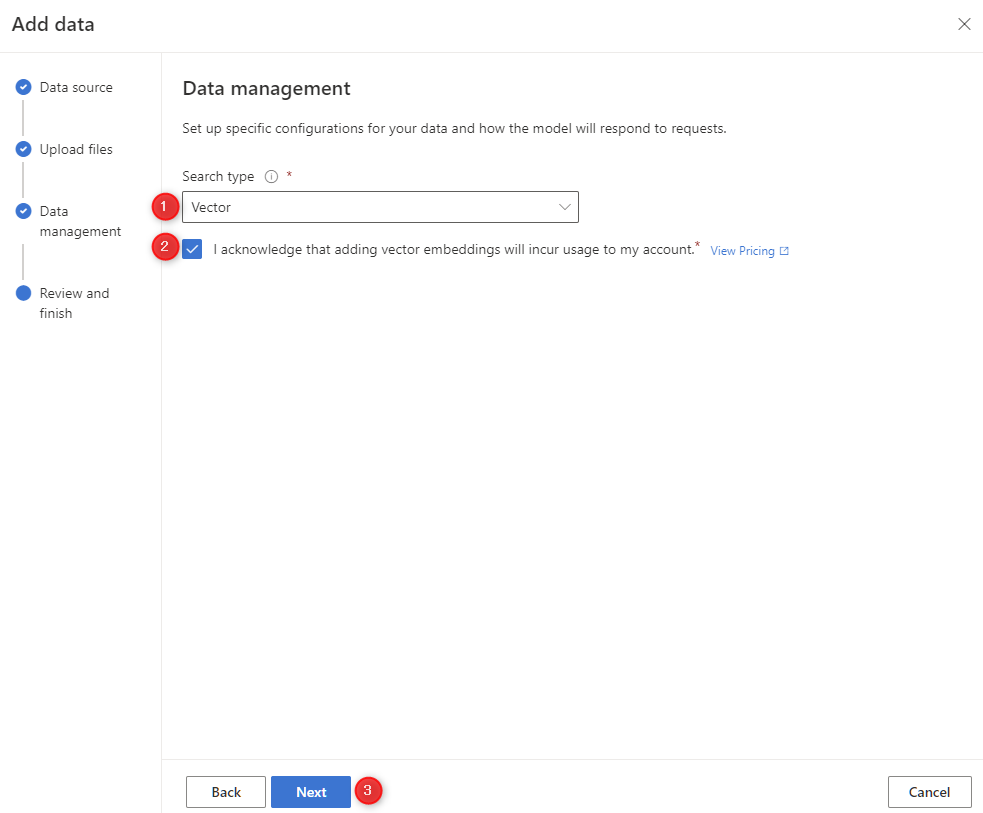 Add data
Data source
Upload files
Data
management
Review and
finish
Data management
Set up specific configurations for your data and how the model will respond to requests.
Search type *
1
Vector
2
I acknowledge that adding vector embeddings will incur usage to my account.* View Pricing
Back
Next
3
Cancel